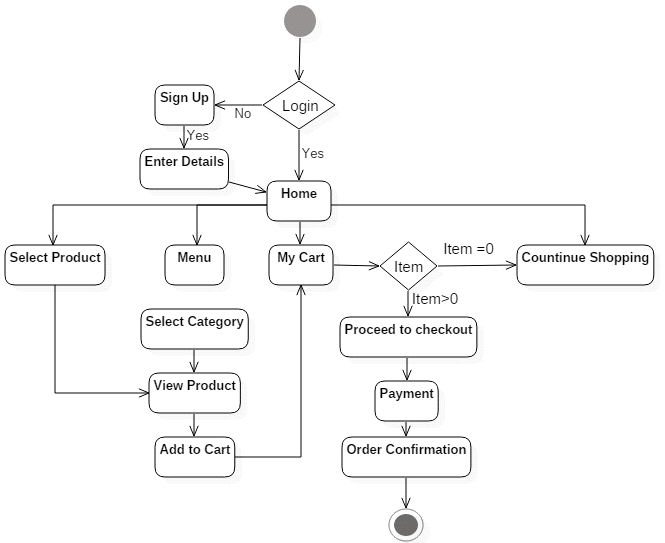 Login
Sign Up
No
Yes
Enter Details
Yes
Home
Select Product
Menu
My Cart
Item
Item =0
Countinue Shopping
Item>0
Select Category
Proceed to checkout
View Product
Payment
Add to Cart
Order Confirmation